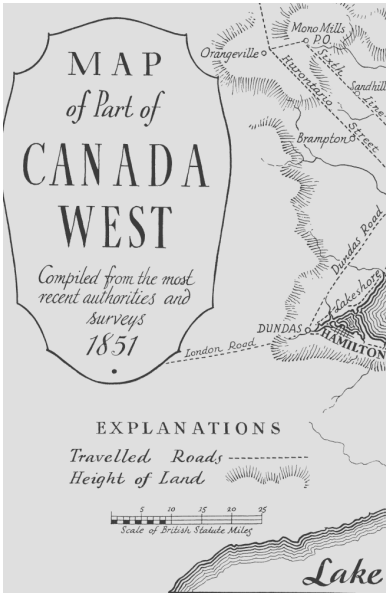 MAP
of Part of
CANADA
WEST
Compiled from the most
recent authorities and
surveys
1851
Orangeville
Mono Mills
P.O.
Sixth
Line
Sandhill
Hurontario
Street
Brampton
Dundas Road
Lakeshore
DUNDAS
HAMILTON
London Road
EXPLANATIONS
Travelled Roads
Height of Land
5 10 15 20 25
Scale of British Statute Miles
Lake